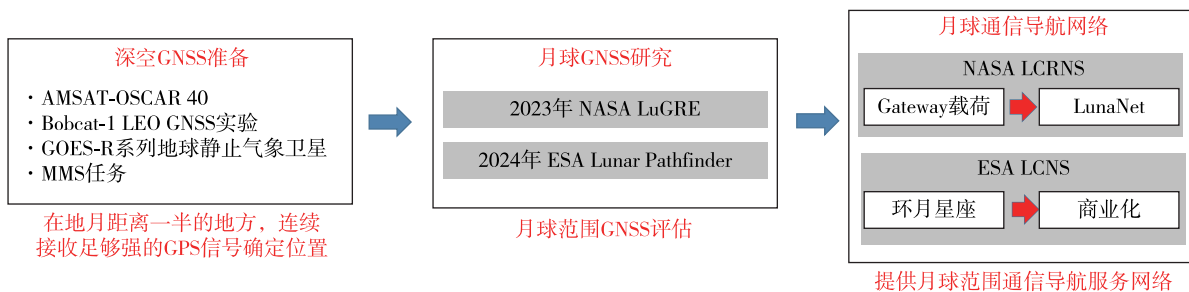 深空GNSS准备
· AMSAT-OSCAR 40
· Bobcat-1 LEO GNSS实验
· GOES-R系列地球静止气象卫星
· MMS任务
在地月距离一半的地方，连续
接收足够强的GPS信号确定位置
月球GNSS研究
2023年 NASA LuGRE
2024年 ESA Lunar Pathfinder
月球范围GNSS评估
月球通信导航网络
NASA LCRNS
Gateway载荷
LunaNet
ESA LCNS
环月星座
商业化
提供月球范围通信导航服务网络